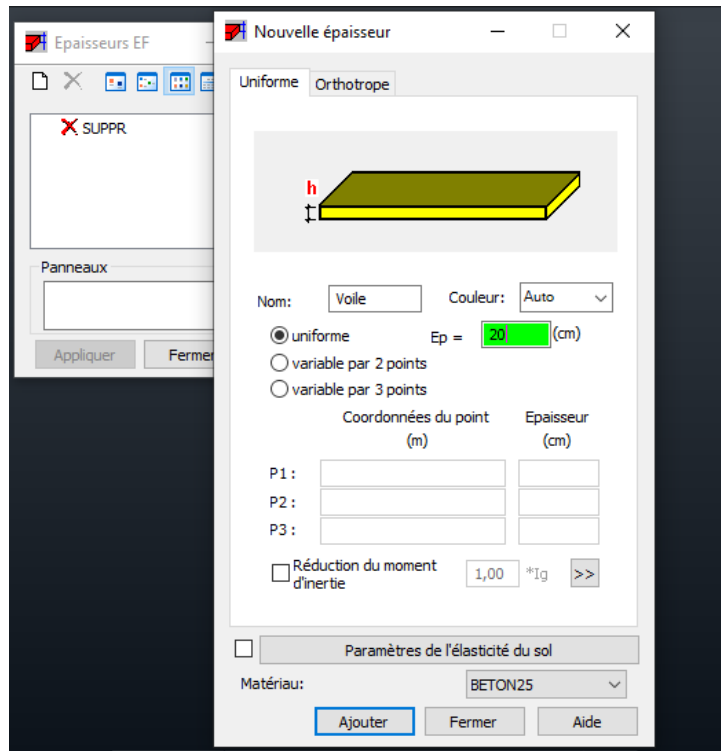 Epaisseurs EF
SUPPR
Panneaux
Appliquer
Fermer
Nouvelle épaisseur
Uniforme Orthotrope
h
Nom: Voile Couleur: Auto
uniforme Ep = 20 (cm)
variable par 2 points
variable par 3 points
Coordonnées du point Epaisseur
(m) (cm)
P1 :
P2 :
P3 :
Réduction du moment
d'inertie 1,00 *Ig >>
Paramètres de l'élasticité du sol
Matériau: BETON25
Ajouter Fermer Aide